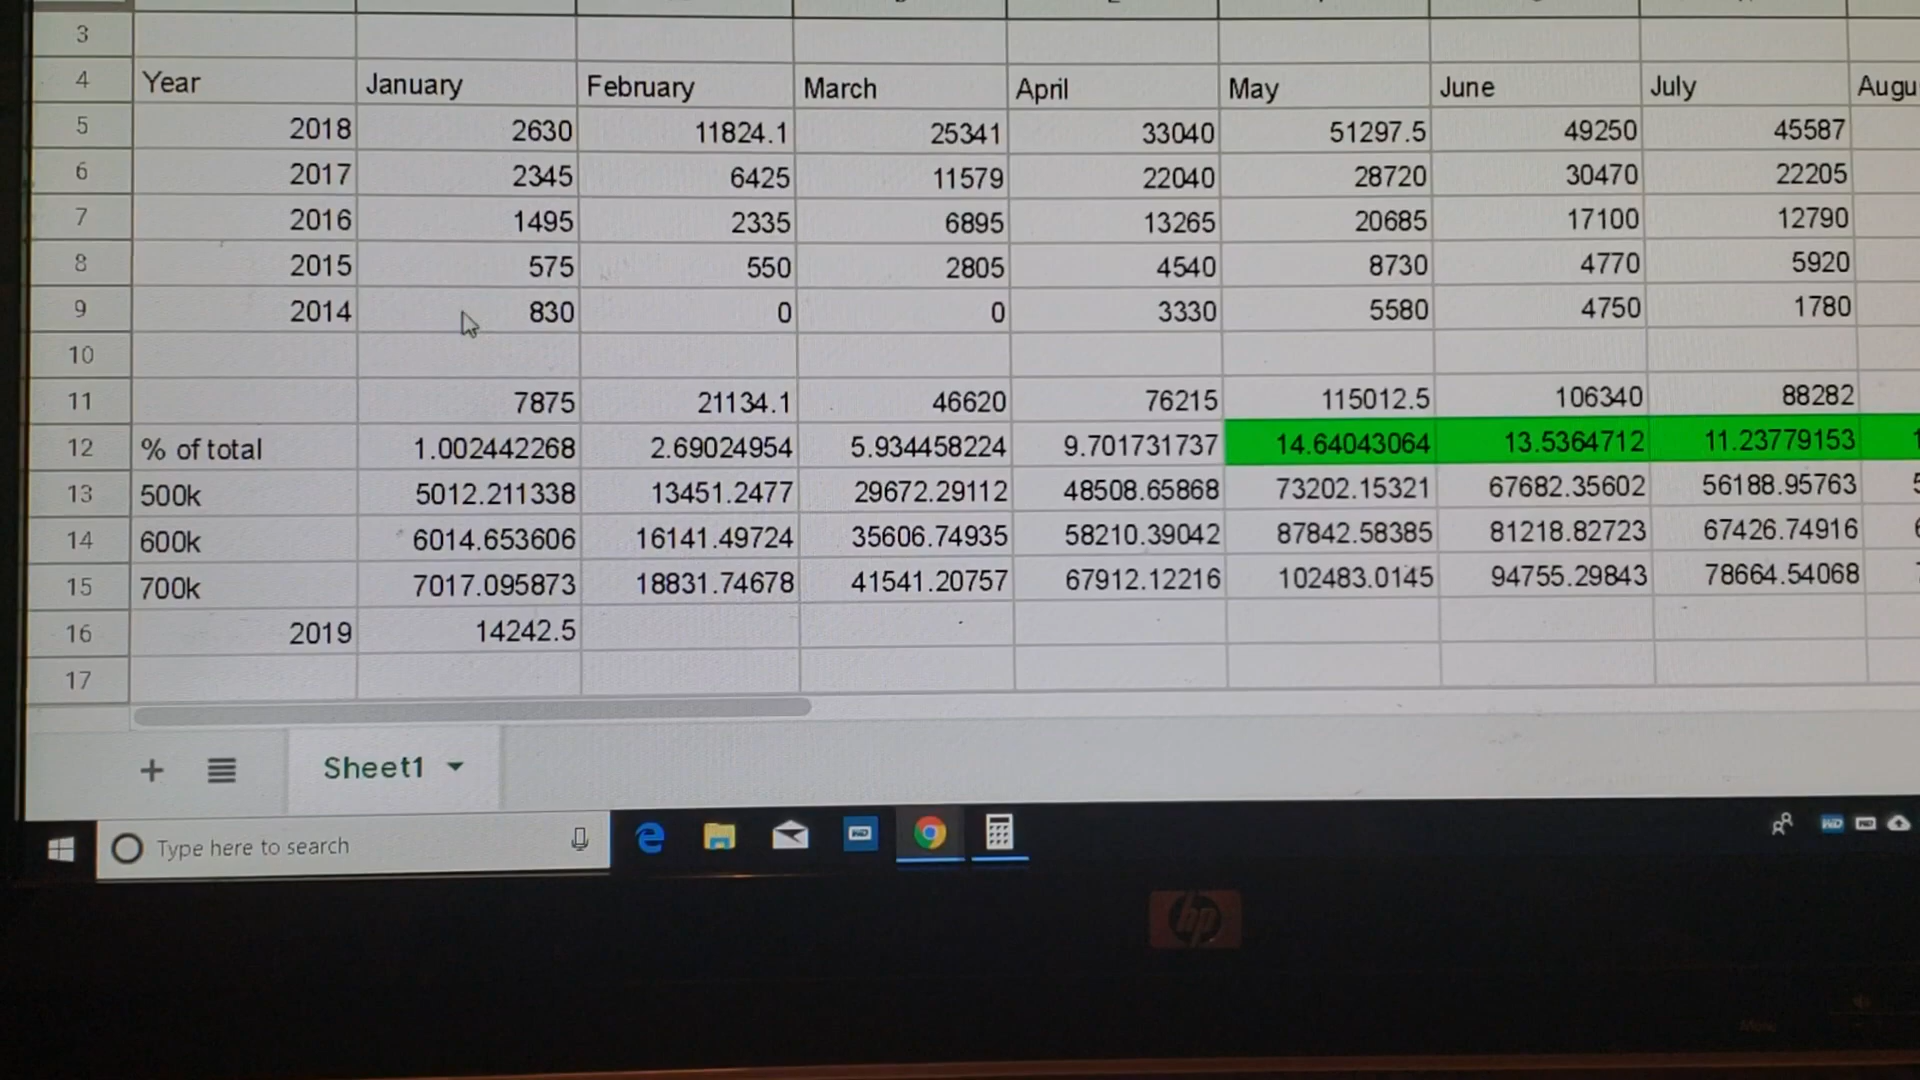 3
4 Year January February March April May June July Augu
5 2018 2630 11824.1 25341 33040 51297.5 49250 45587
6 2017 2345 6425 11579 22040 28720 30470 22205
7 2016 1495 2335 6895 13265 20685 17100 12790
8 2015 575 550 2805 4540 8730 4770 5920
9 2014 830 0 0 3330 5580 4750 1780
10
11 7875 21134.1 46620 76215 115012.5 106340 88282
12 % of total 1.002442268 2.69024954 5.934458224 9.701731737 14.64043064 13.5364712 11.23779153 1
13 500k 5012.211338 13451.2477 29672.29112 48508.65868 73202.15321 67682.35602 56188.95763 5
14 600k 6014.653606 16141.49724 35606.74935 58210.39042 87842.58385 81218.82723 67426.74916 6
15 700k 7017.095873 18831.74678 41541.20757 67912.12216 102483.0145 94755.29843 78664.54068 7
16 2019 14242.5
17
Sheet1
Type here to search
hp